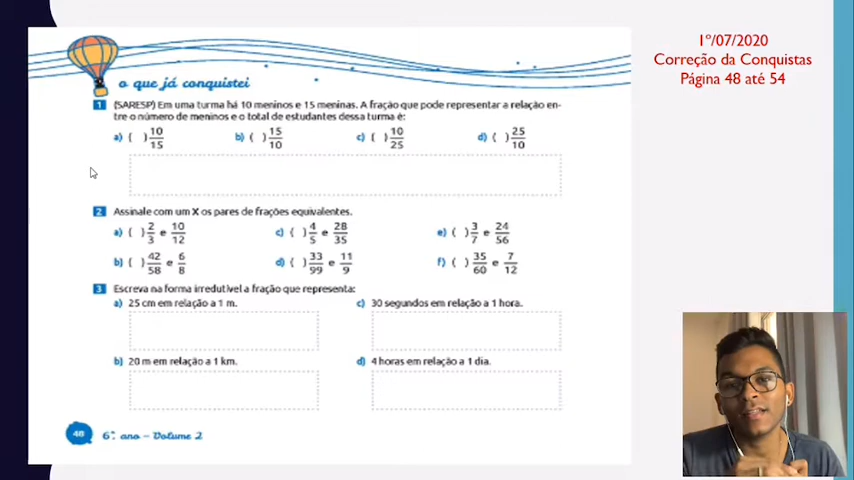 1º/07/2020
Correção da Conquistas
Página 48 até 54
o que já conquistei
1 (SARESP) Em uma turma há 10 meninos e 15 meninas. A fração que pode representar a relação en-
tre o número de meninos e o total de estudantes dessa turma é:
a) ( ) 10/15 b) ( ) 15/10 c) ( ) 10/25 d) ( ) 25/10
2 Assinale com um X os pares de frações equivalentes.
a) ( ) 2/3 e 10/12 c) ( ) 4/5 e 28/35 e) ( ) 3/7 e 24/56
b) ( ) 42/58 e 6/8 d) ( ) 33/99 e 11/9 f) ( ) 35/60 e 7/12
3 Escreva na forma irredutível a fração que representa:
a) 25 cm em relação a 1 m. c) 30 segundos em relação a 1 hora.
b) 20 m em relação a 1 km. d) 4 horas em relação a 1 dia.
48 6º. ano – Volume 2